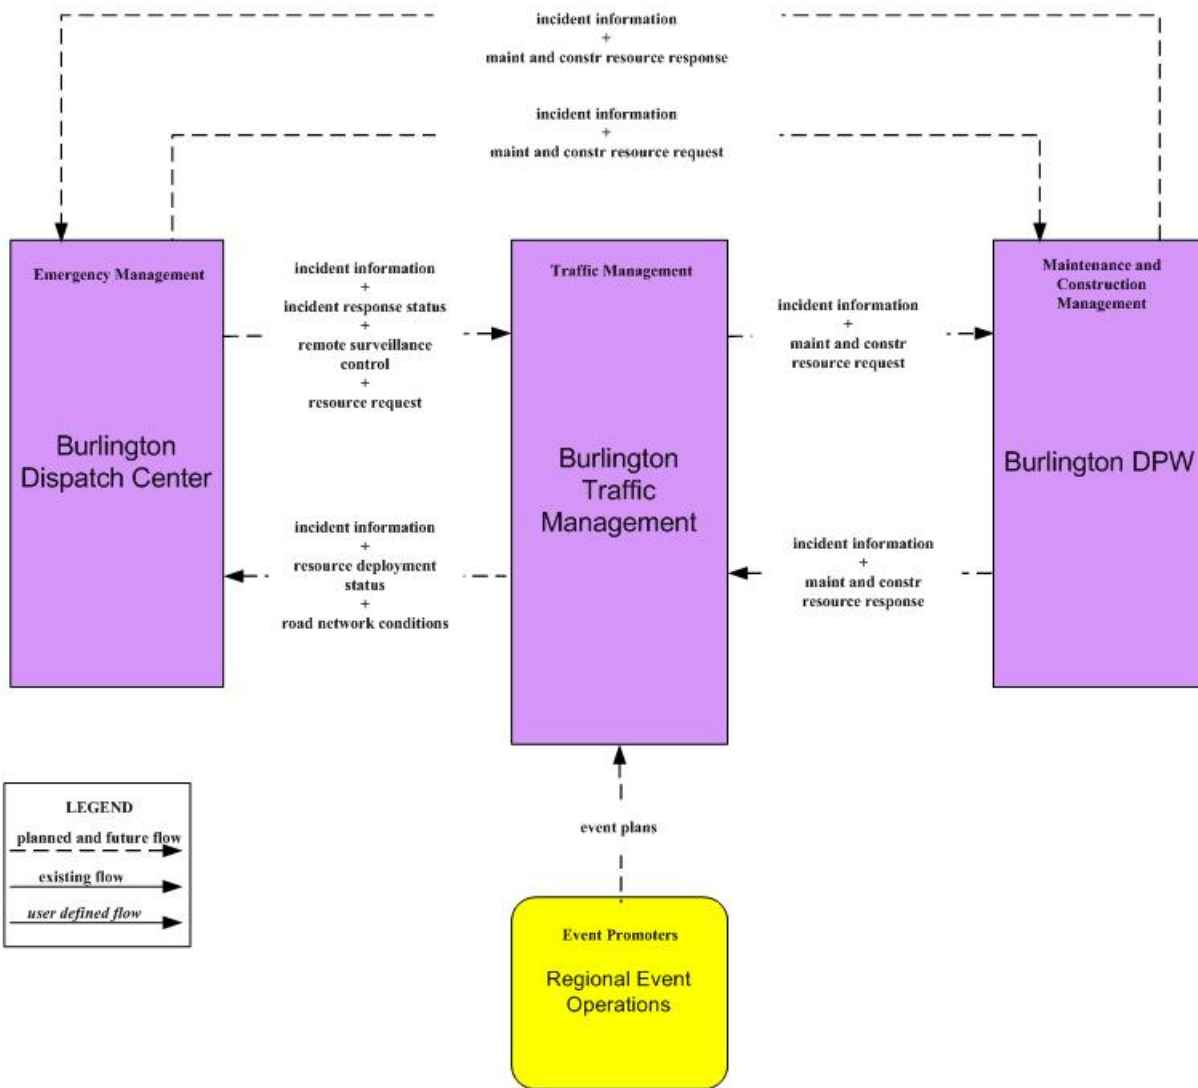 incident information
+
maint and constr resource response
incident information
+
maint and constr resource request
Emergency Management
Burlington
Dispatch Center
incident information
+
incident response status
+
remote surveillance
control
+
resource request
incident information
+
resource deployment
status
+
road network conditions
Traffic Management
Burlington
Traffic
Management
incident information
+
maint and constr
resource request
incident information
+
maint and constr
resource response
Maintenance and
Construction
Management
Burlington DPW
event plans
Event Promoters
Regional Event
Operations
LEGEND
planned and future flow
existing flow
user defined flow